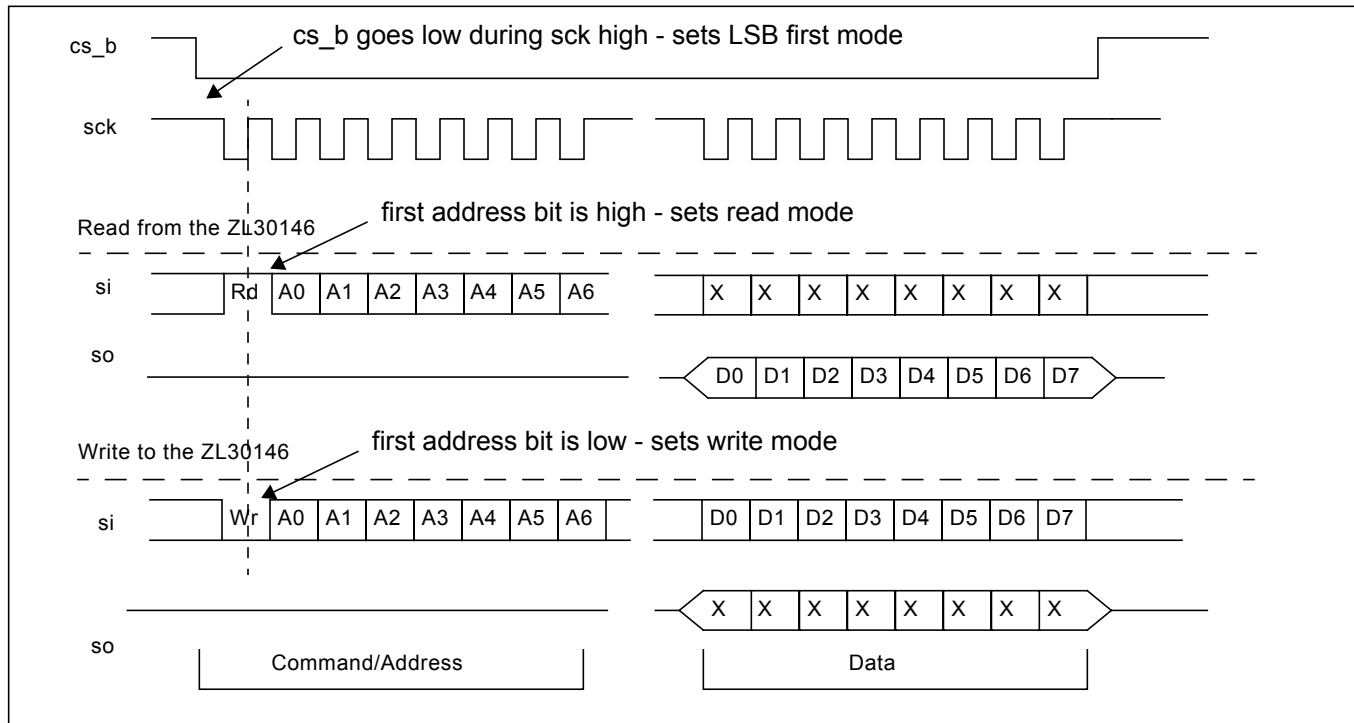 cs_b goes low during sck high - sets LSB first mode
cs_b
sck
first address bit is high - sets read mode
Read from the ZL30146
si
Rd A0 A1 A2 A3 A4 A5 A6 X X X X X X X X
so
D0 D1 D2 D3 D4 D5 D6 D7
first address bit is low - sets write mode
Write to the ZL30146
si
Wr A0 A1 A2 A3 A4 A5 A6 D0 D1 D2 D3 D4 D5 D6 D7
X X X X X X X X
so
Command/Address Data